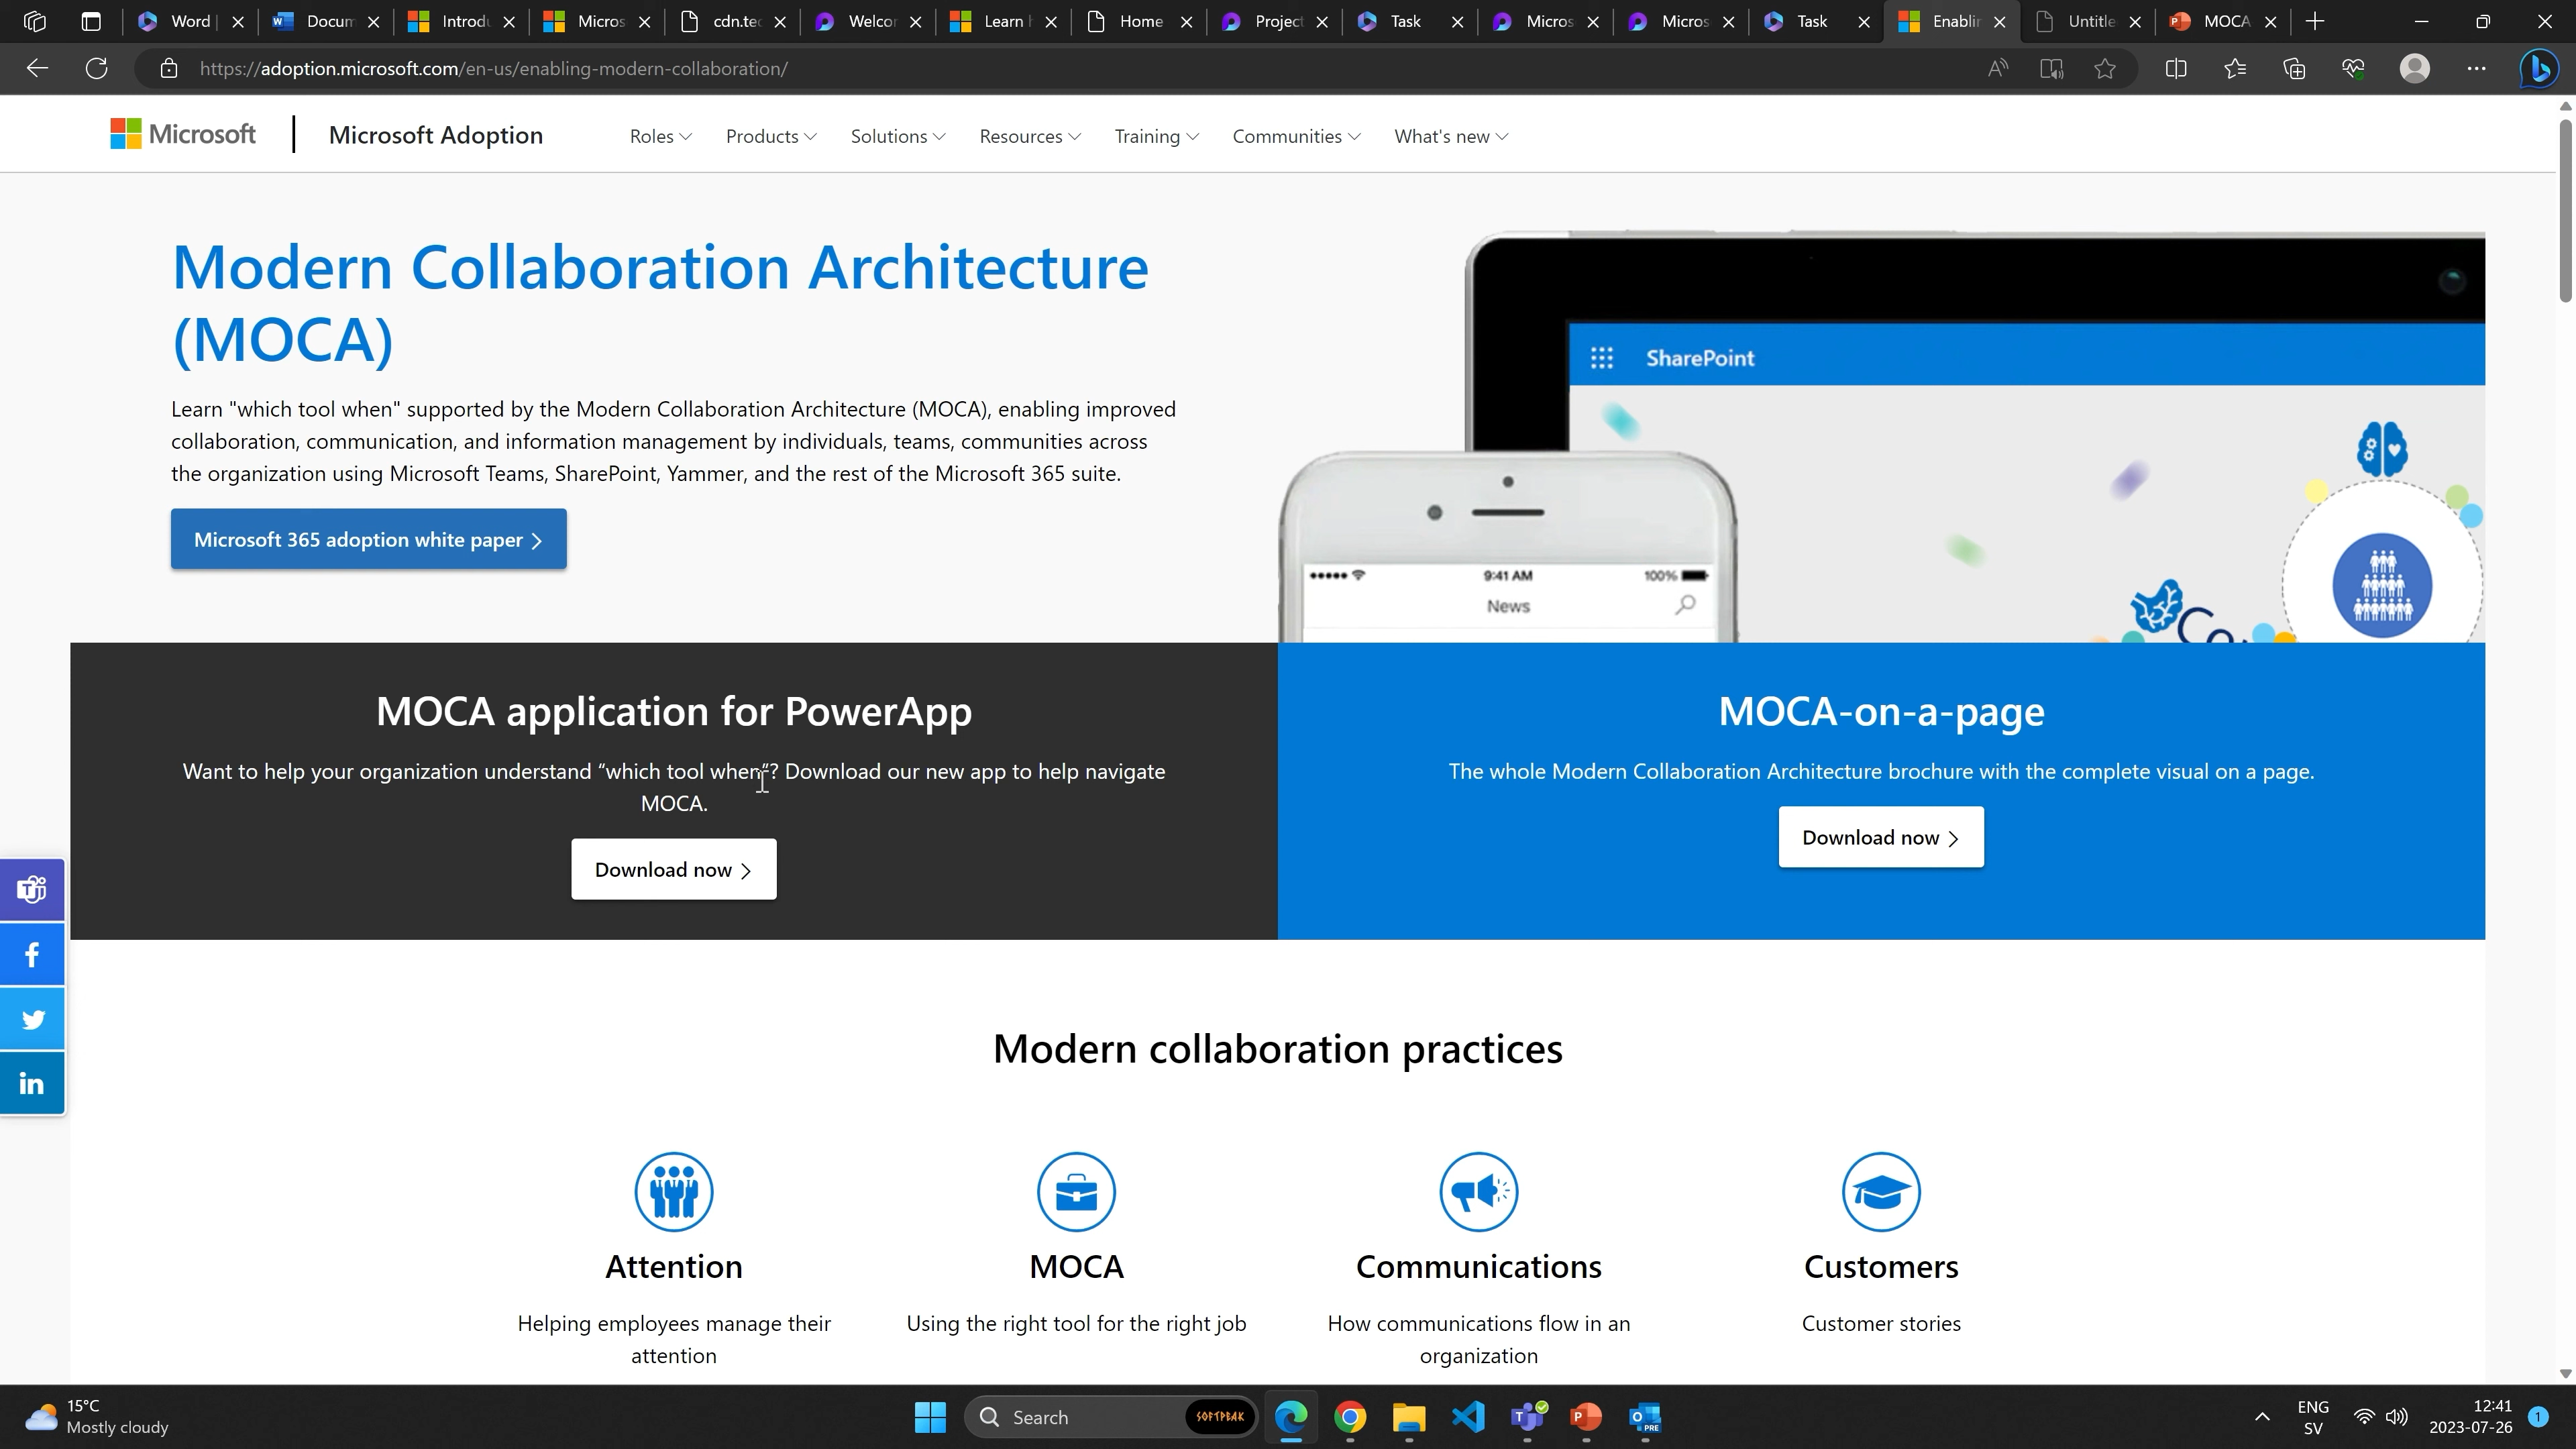 Word |
Docum
Introdu
Micros
cdn.tec
Welcor
Learn h
Home
Project
Task
Micros
Micros
Task
Enablin
Untitle
MOCA
https://adoption.microsoft.com/en-us/enabling-modern-collaboration/
Microsoft
Microsoft Adoption
Roles
Products
Solutions
Resources
Training
Communities
What's new
Modern Collaboration Architecture
(MOCA)
Learn "which tool when" supported by the Modern Collaboration Architecture (MOCA), enabling improved
collaboration, communication, and information management by individuals, teams, communities across
the organization using Microsoft Teams, SharePoint, Yammer, and the rest of the Microsoft 365 suite.
Microsoft 365 adoption white paper
SharePoint
9:41 AM
100%
News
MOCA application for PowerApp
Want to help your organization understand “which tool when”? Download our new app to help navigate
MOCA.
Download now
MOCA-on-a-page
The whole Modern Collaboration Architecture brochure with the complete visual on a page.
Download now
Modern collaboration practices
Attention
Helping employees manage their
attention
MOCA
Using the right tool for the right job
Communications
How communications flow in an
organization
Customers
Customer stories
15°C
Mostly cloudy
Search
SOFTPEAK
PRE
ENG
SV
12:41
2023-07-26
1